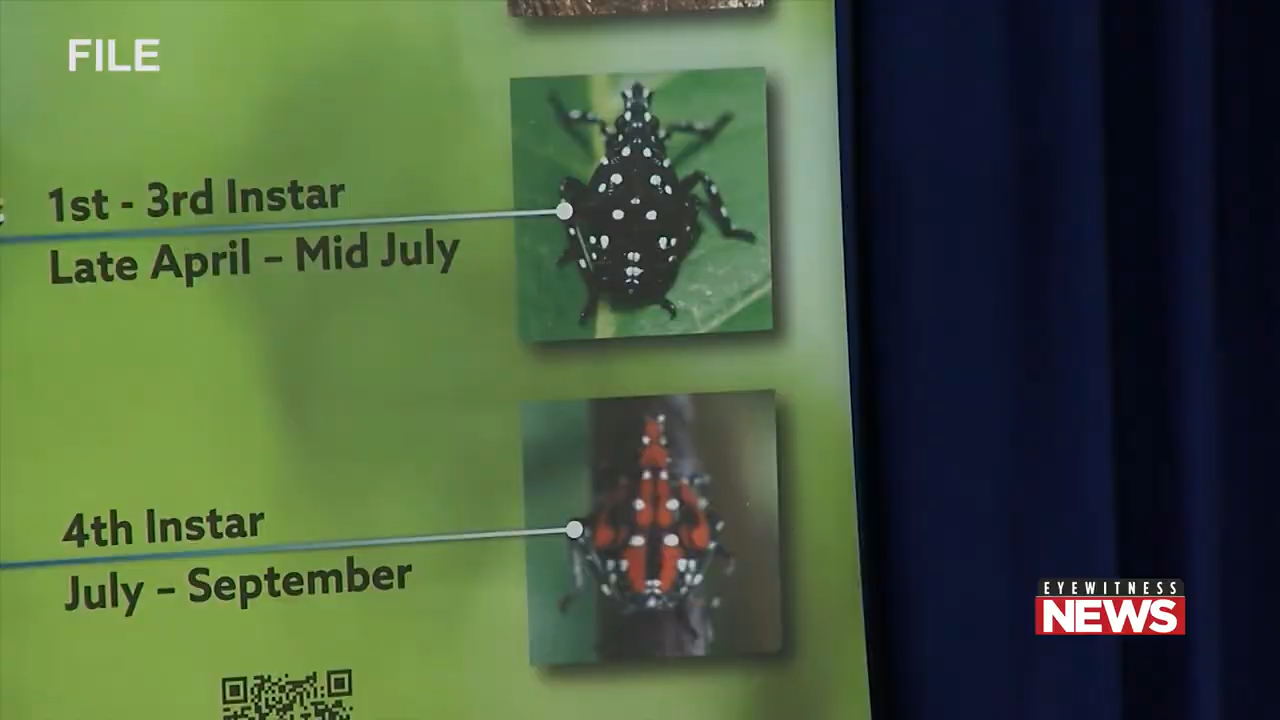 FILE
1st - 3rd Instar
Late April – Mid July
4th Instar
July – September
EYEWITNESS
NEWS